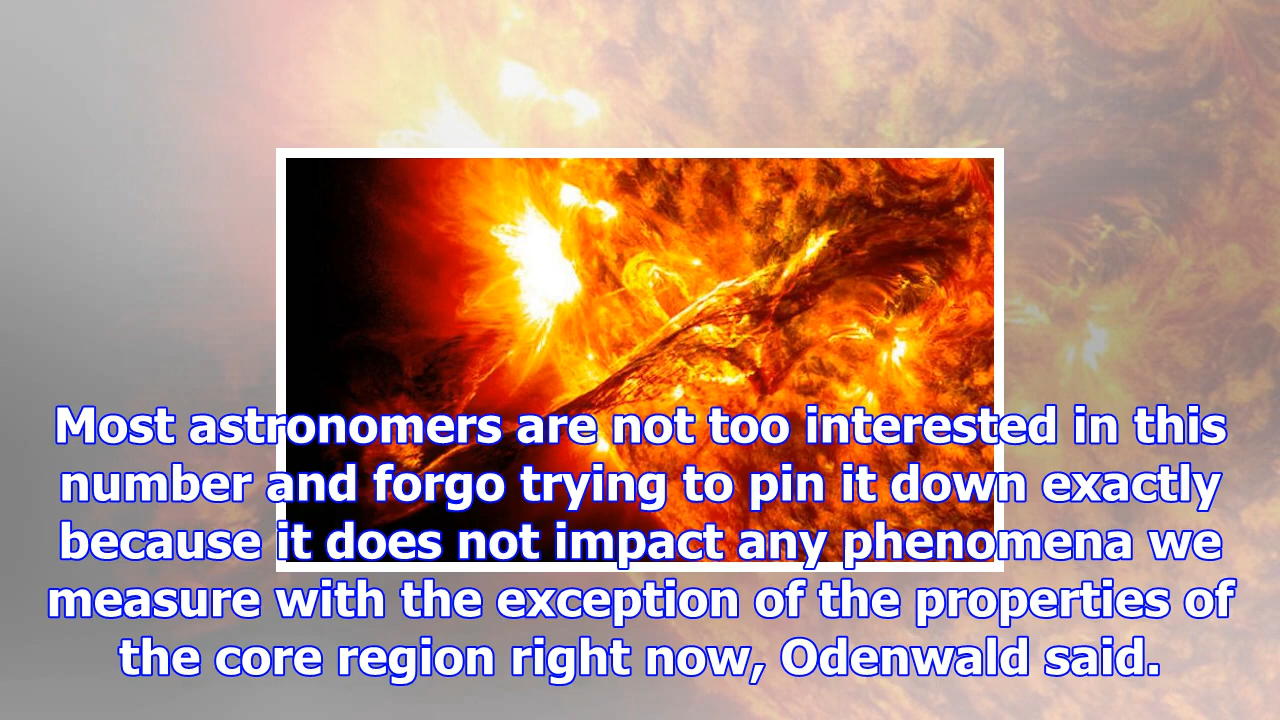 Most astronomers are not too interested in this
number and forgo trying to pin it down exactly
because it does not impact any phenomena we
measure with the exception of the properties of
the core region right now, Odenwald said.